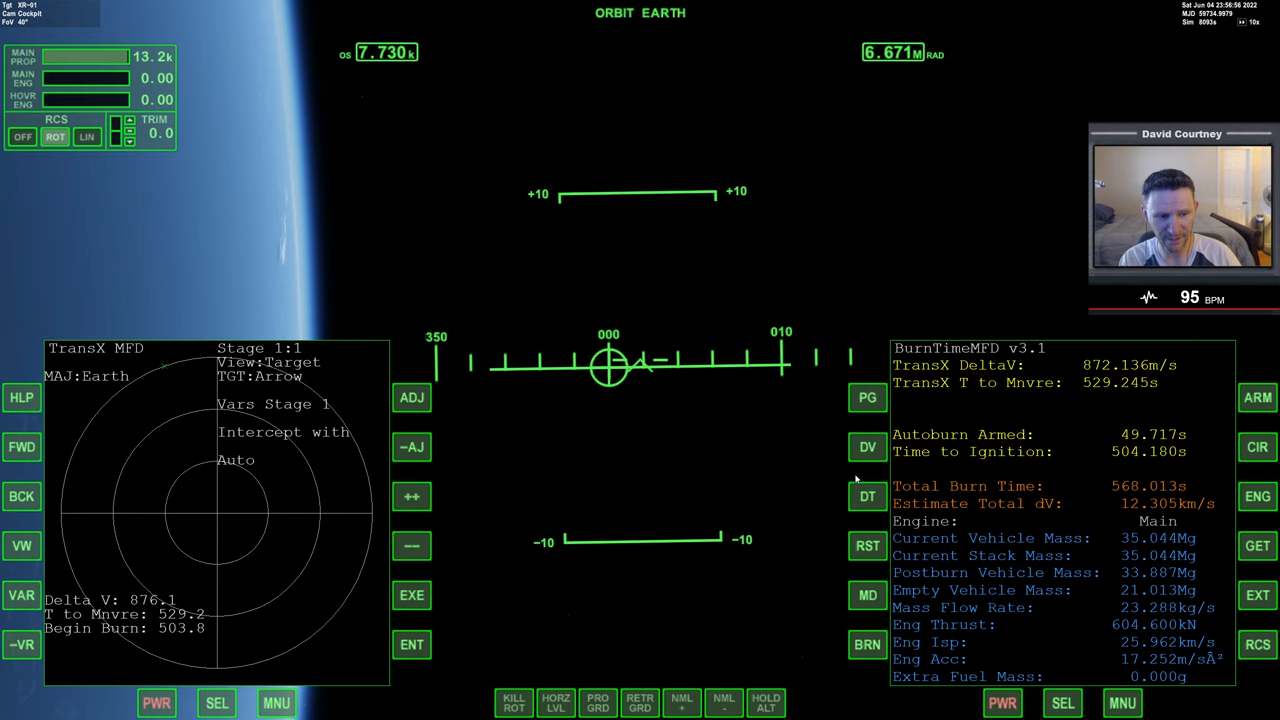 Tgt XR-01
Cam Cockpit
FoV 40°
ORBIT EARTH
Sat Jun 04 23:56:56 2022
MJD 59734.9979
Sim 8093s 10x
MAIN PROP 13.2k
MAIN ENG 0.00
HOVR ENG 0.00
RCS TRIM
OFF ROT LIN 0.0
OS 7.730k
6.671M RAD
David Courtney
95 BPM
+10 +10
350 000 010
-10 -10
TransX MFD Stage 1:1
View:Target
MAJ:Earth TGT:Arrow
Vars Stage 1
Intercept with
Auto
Delta V: 876.1
T to Mnvre: 529.2
Begin Burn: 503.8
HLP
FWD
BCK
VW
VAR
-VR
ADJ
-AJ
++
--
EXE
ENT
PWR SEL MNU
KILL ROT
HORZ LVL
PRO GRD
RETR GRD
NML +
NML -
HOLD ALT
PG
DV
DT
RST
MD
BRN
BurnTimeMFD v3.1
TransX DeltaV: 872.136m/s
TransX T to Mnvre: 529.245s
Autoburn Armed: 49.717s
Time to Ignition: 504.180s
Total Burn Time: 568.013s
Estimate Total dV: 12.305km/s
Engine: Main
Current Vehicle Mass: 35.044Mg
Current Stack Mass: 35.044Mg
Postburn Vehicle Mass: 33.887Mg
Empty Vehicle Mass: 21.013Mg
Mass Flow Rate: 23.288kg/s
Eng Thrust: 604.600kN
Eng Isp: 25.962km/s
Eng Acc: 17.252m/sÂ²
Extra Fuel Mass: 0.000g
ARM
CIR
ENG
GET
EXT
RCS
PWR SEL MNU